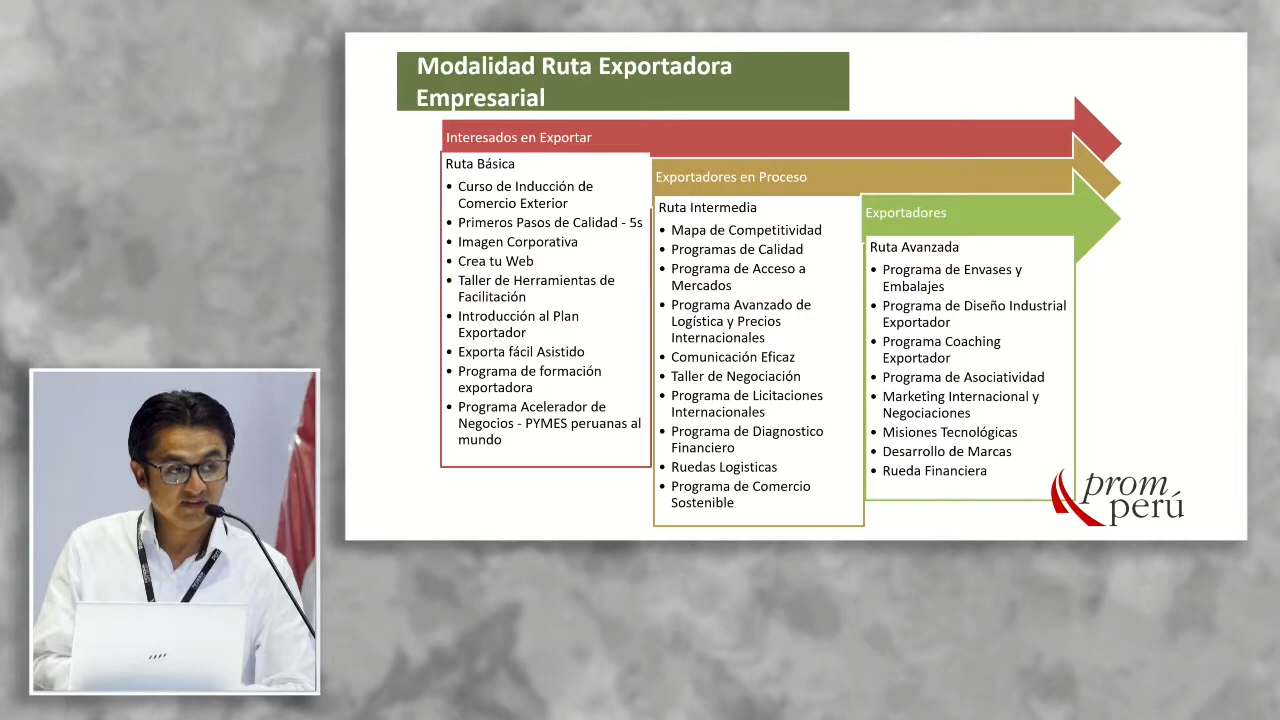 Modalidad Ruta Exportadora
Empresarial
Interesados en Exportar
Ruta Básica
• Curso de Inducción de
Comercio Exterior
• Primeros Pasos de Calidad - 5s
• Imagen Corporativa
• Crea tu Web
• Taller de Herramientas de
Facilitación
• Introducción al Plan
Exportador
• Exporta fácil Asistido
• Programa de formación
exportadora
• Programa Acelerador de
Negocios - PYMES peruanas al
mundo
Exportadores en Proceso
Ruta Intermedia
• Mapa de Competitividad
• Programas de Calidad
• Programa de Acceso a
Mercados
• Programa Avanzado de
Logística y Precios
Internacionales
• Comunicación Eficaz
• Taller de Negociación
• Programa de Licitaciones
Internacionales
• Programa de Diagnostico
Financiero
• Ruedas Logisticas
• Programa de Comercio
Sostenible
Exportadores
Ruta Avanzada
• Programa de Envases y
Embalajes
• Programa de Diseño Industrial
Exportador
• Programa Coaching
Exportador
• Programa de Asociatividad
• Marketing Internacional y
Negociaciones
• Misiones Tecnológicas
• Desarrollo de Marcas
• Rueda Financiera
prom
perú